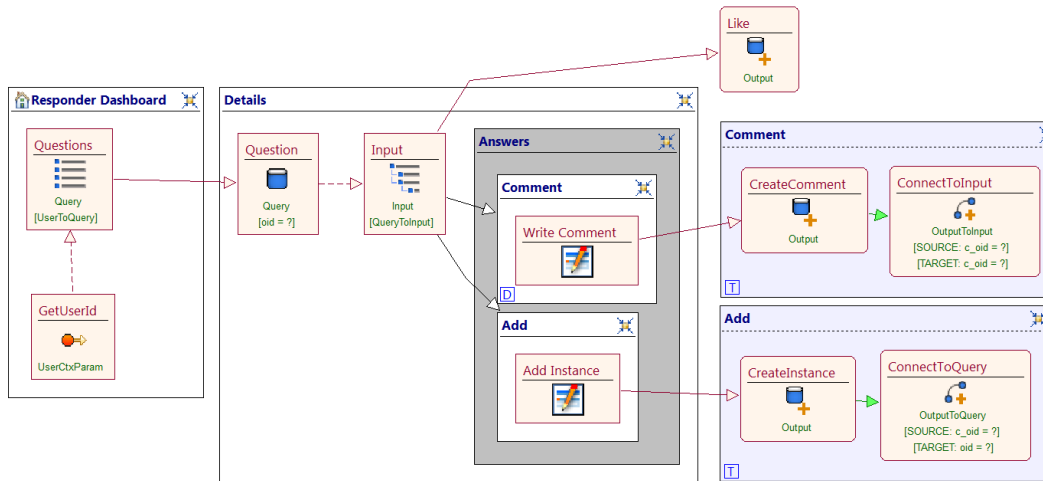 Like
Output
Responder Dashboard
Questions
Query
[UserToQuery]
GetUserId
UserCtxParam
Details
Question
Query
[oid = ?]
Input
Input
[QueryToInput]
Answers
Comment
Write Comment
D
Add
Add Instance
Comment
CreateComment
Output
ConnectToInput
OutputToInput
[SOURCE: c_oid = ?]
[TARGET: c_oid = ?]
T
Add
CreateInstance
Output
ConnectToQuery
OutputToQuery
[SOURCE: c_oid = ?]
[TARGET: oid = ?]
T